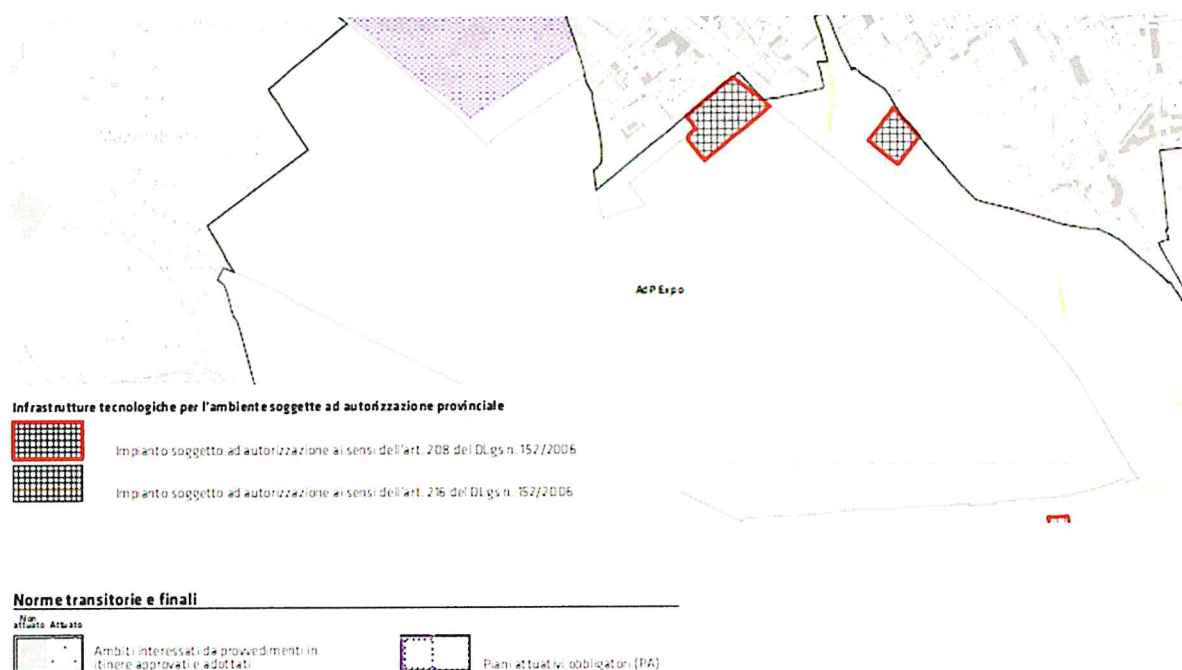 AdP Expo
Infrastrutture tecnologiche per l'ambiente soggette ad autorizzazione provinciale
Impianto soggetto ad autorizzazione ai sensi dell'art. 208 del DLgs n. 152/2006
Impianto soggetto ad autorizzazione ai sensi dell'art. 216 del DLgs n. 152/2006
Norme transitorie e finali
Non
attuato Attuato
Ambiti interessati da provvedimenti in
itinere approvati e adottati
Piani attuativi obbligatori (PA)